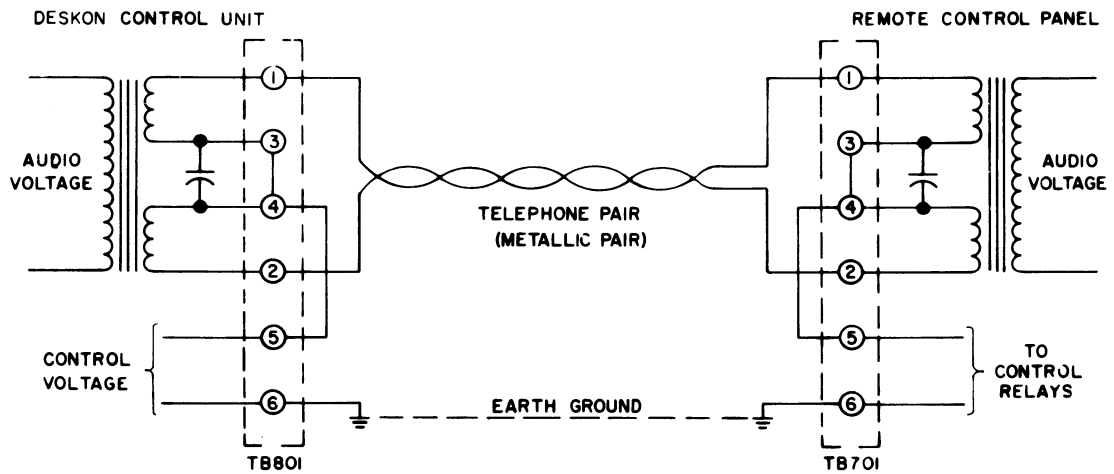 DESKON CONTROL UNIT
REMOTE CONTROL PANEL
1
3
4
2
5
6
AUDIO
VOLTAGE
CONTROL
VOLTAGE
TB801
TELEPHONE PAIR
(METALLIC PAIR)
EARTH GROUND
1
3
4
2
5
6
AUDIO
VOLTAGE
TO
CONTROL
RELAYS
TB701